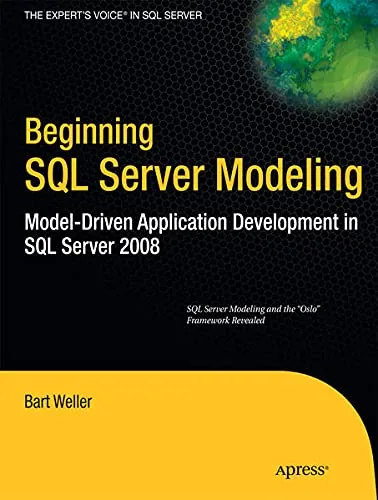 THE EXPERT'S VOICE® IN SQL SERVER
Beginning
SQL Server Modeling
Model-Driven Application Development in
SQL Server 2008
SQL Server Modeling and the “Oslo”
Framework Revealed
Bart Weller
Apress®